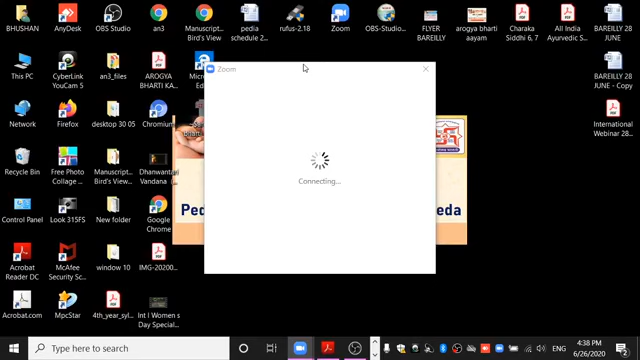 BHUSHAN
AnyDesk
OBS Studio
an3
Manuscript...
Bird's View
pedia
schedule 2...
rufus-2.18
Zoom
OBS-Studio...
FLYER
BAREILLY
arogya bharti
aayam
Charaka
Siddhi 6, 7
All India
Ayurvedic S...
BAREILLY 28
JUNE
This PC
CyberLink
YouCam 5
an3_files
AROGYA
BHARTI KA...
Micro
Ed
Zoom
BAREILLY 28
JUNE - Copy
Network
Firefox
desktop 30 05
Chromium
International
Webinar 28...
Connecting...
Recycle Bin
Free Photo
Collage ...
Manuscript...
Bird's View
Dhanwantari
Vandana (...
Ped
eda
Control Panel
Look 315FS
New folder
Google
Chrome
Acrobat
Reader DC
McAfee
Security Sc...
window 10
IMG-20200...
Acrobat.com
MpcStar
4th_year_syl...
Int l Women s
Day Special...
Type here to search
ENG
4:38 PM
6/26/2020